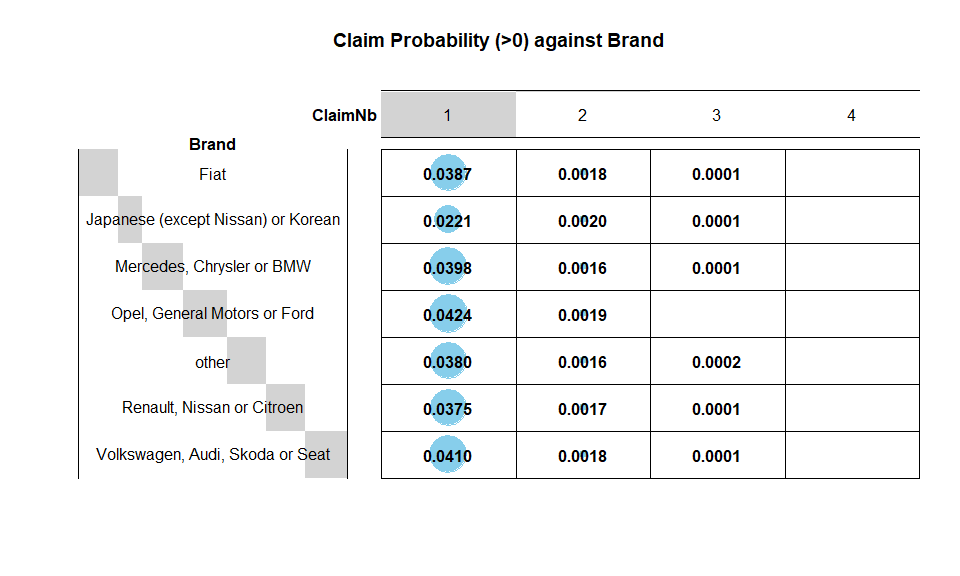 Claim Probability (>0) against Brand
ClaimNb 1 2 3 4
Brand
Fiat 0.0387 0.0018 0.0001
Japanese (except Nissan) or Korean 0.0221 0.0020 0.0001
Mercedes, Chrysler or BMW 0.0398 0.0016 0.0001
Opel, General Motors or Ford 0.0424 0.0019
other 0.0380 0.0016 0.0002
Renault, Nissan or Citroen 0.0375 0.0017 0.0001
Volkswagen, Audi, Skoda or Seat 0.0410 0.0018 0.0001